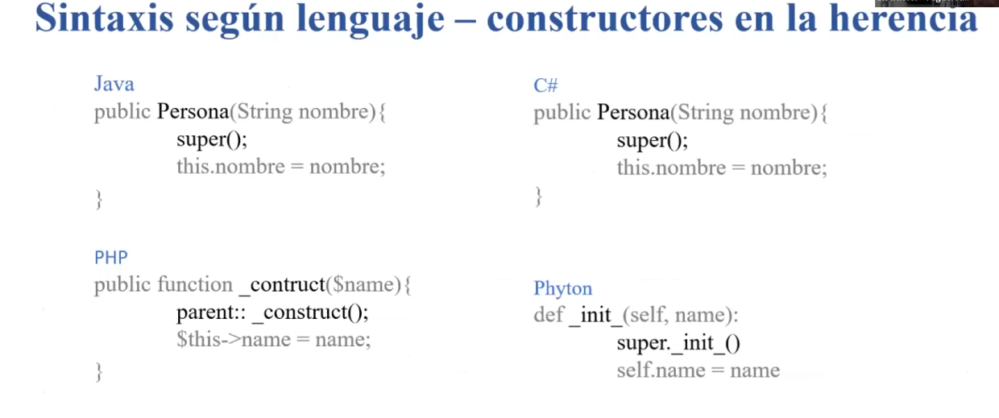 Sintaxis según lenguaje – constructores en la herencia
Java
public Persona(String nombre){
super();
this.nombre = nombre;
}
C#
public Persona(String nombre){
super();
this.nombre = nombre;
}
PHP
public function _contruct($name){
parent:: _construct();
$this->name = name;
}
Phyton
def _init_(self, name):
super._init_()
self.name = name